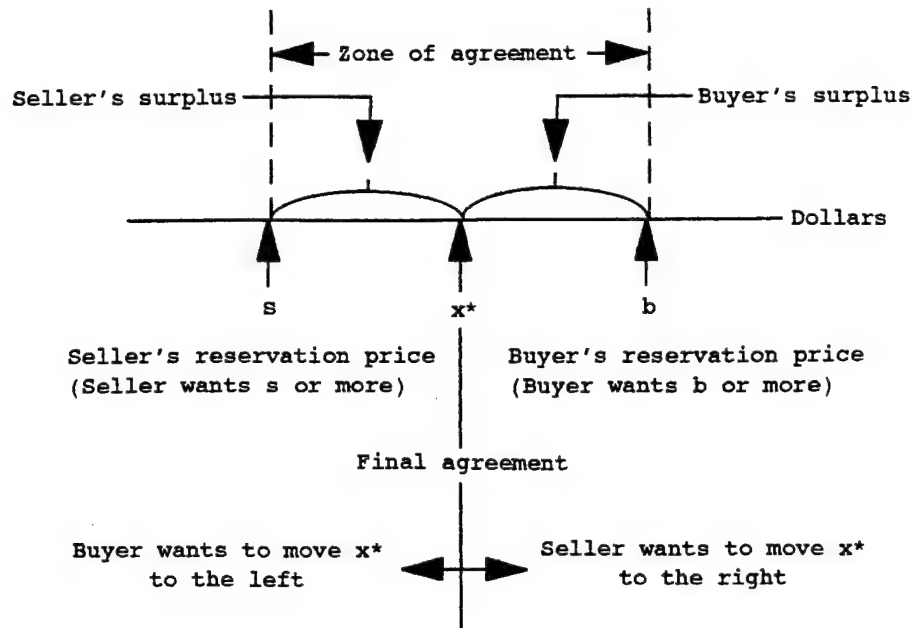 Zone of agreement
Seller's surplus
Buyer's surplus
Dollars
s
x*
b
Seller's reservation price
(Seller wants s or more)
Buyer's reservation price
(Buyer wants b or more)
Final agreement
Buyer wants to move x*
to the left
Seller wants to move x*
to the right